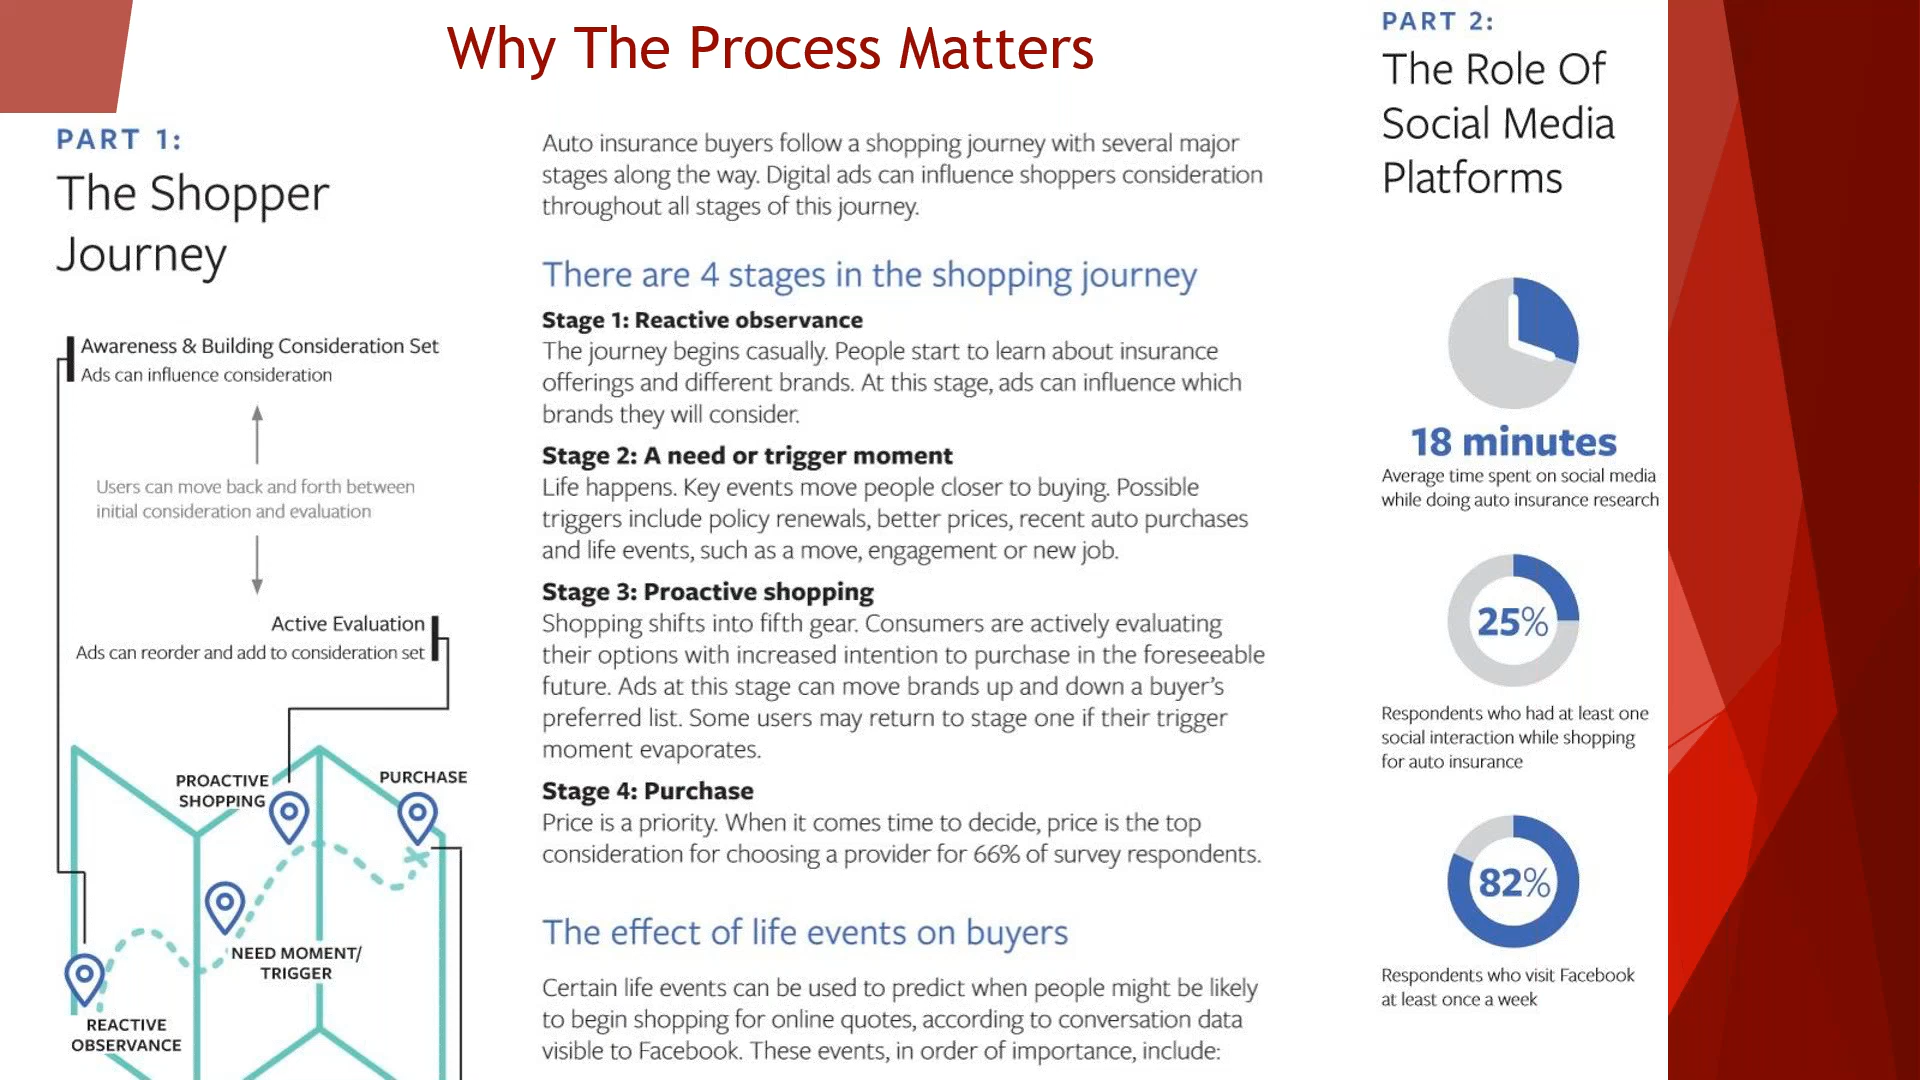 Why The Process Matters
PART 1:
The Shopper
Journey
Awareness & Building Consideration Set
Ads can influence consideration
Users can move back and forth between
initial consideration and evaluation
Active Evaluation
Ads can reorder and add to consideration set
PROACTIVE
SHOPPING
PURCHASE
NEED MOMENT/
TRIGGER
REACTIVE
OBSERVANCE
Auto insurance buyers follow a shopping journey with several major
stages along the way. Digital ads can influence shoppers consideration
throughout all stages of this journey.
There are 4 stages in the shopping journey
Stage 1: Reactive observance
The journey begins casually. People start to learn about insurance
offerings and different brands. At this stage, ads can influence which
brands they will consider.
Stage 2: A need or trigger moment
Life happens. Key events move people closer to buying. Possible
triggers include policy renewals, better prices, recent auto purchases
and life events, such as a move, engagement or new job.
Stage 3: Proactive shopping
Shopping shifts into fifth gear. Consumers are actively evaluating
their options with increased intention to purchase in the foreseeable
future. Ads at this stage can move brands up and down a buyer's
preferred list. Some users may return to stage one if their trigger
moment evaporates.
Stage 4: Purchase
Price is a priority. When it comes time to decide, price is the top
consideration for choosing a provider for 66% of survey respondents.
The effect of life events on buyers
Certain life events can be used to predict when people might be likely
to begin shopping for online quotes, according to conversation data
visible to Facebook. These events, in order of importance, include:
PART 2:
The Role Of
Social Media
Platforms
18 minutes
Average time spent on social media
while doing auto insurance research
25%
Respondents who had at least one
social interaction while shopping
for auto insurance
82%
Respondents who visit Facebook
at least once a week